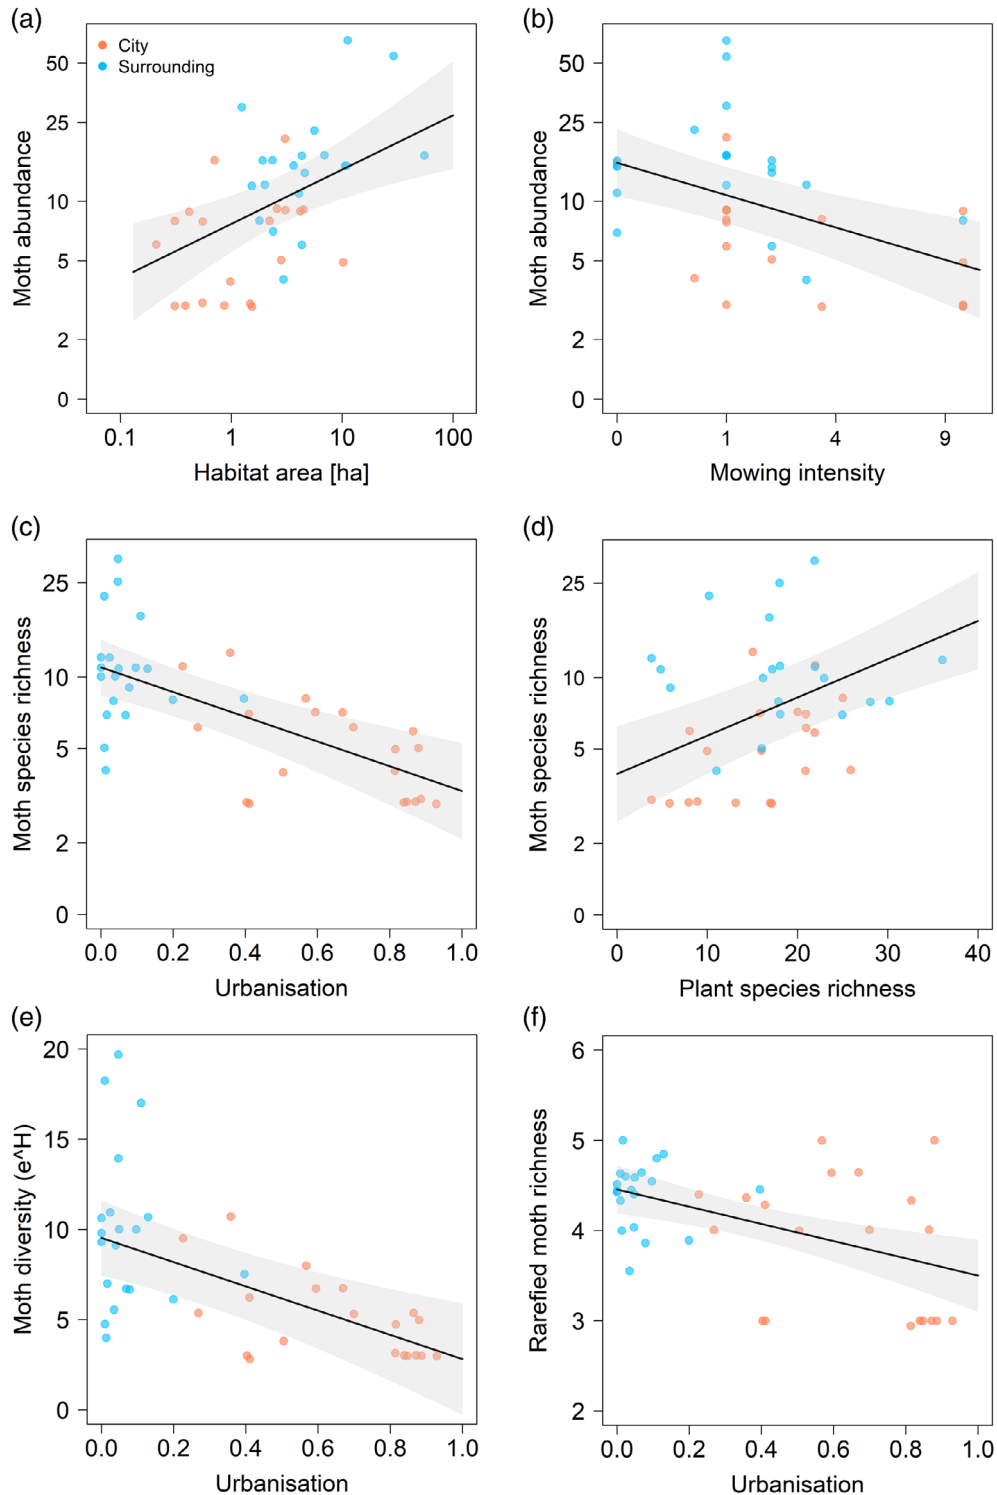 (a)
City
Surrounding
50
25
10
5
2
0
Moth abundance
0.1 1 10 100
Habitat area [ha]
(b)
50
25
10
5
2
0
Moth abundance
0 1 4 9
Mowing intensity
(c)
25
10
5
2
0
Moth species richness
0.0 0.2 0.4 0.6 0.8 1.0
Urbanisation
(d)
25
10
5
2
0
Moth species richness
0 10 20 30 40
Plant species richness
(e)
20
15
10
5
0
Moth diversity (e^H)
0.0 0.2 0.4 0.6 0.8 1.0
Urbanisation
(f)
6
5
4
3
2
Rarefied moth richness
0.0 0.2 0.4 0.6 0.8 1.0
Urbanisation